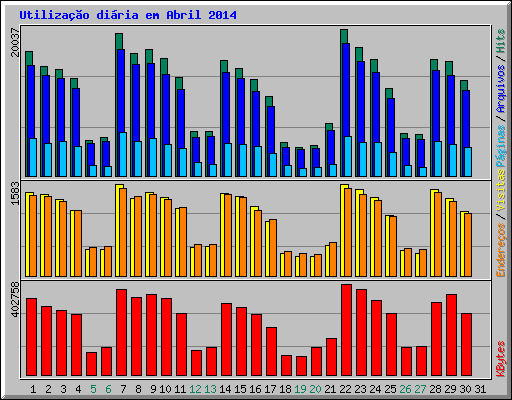 Utilização diária em Abril 2014
20037
1583
402758
Endereços / Visitas Páginas / Arquivos / Hits
KBytes
1 2 3 4 5 6 7 8 9 10 11 12 13 14 15 16 17 18 19 20 21 22 23 24 25 26 27 28 29 30 31